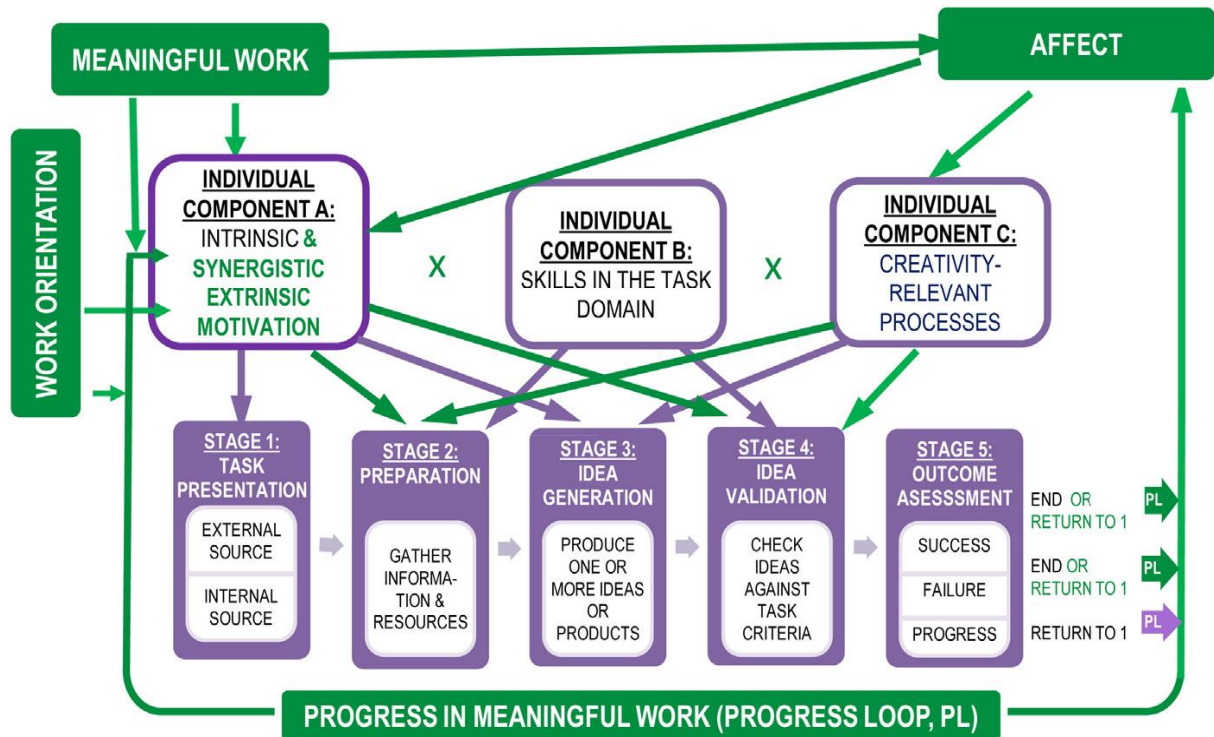 MEANINGFUL WORK
AFFECT
WORK ORIENTATION
INDIVIDUAL
COMPONENT A:
INTRINSIC &
SYNERGISTIC
EXTRINSIC
MOTIVATION
X
INDIVIDUAL
COMPONENT B:
SKILLS IN THE TASK
DOMAIN
X
INDIVIDUAL
COMPONENT C:
CREATIVITY-
RELEVANT
PROCESSES
STAGE 1:
TASK
PRESENTATION
EXTERNAL
SOURCE
INTERNAL
SOURCE
STAGE 2:
PREPARATION
GATHER
INFORMA-
TION &
RESOURCES
STAGE 3:
IDEA
GENERATION
PRODUCE
ONE OR
MORE IDEAS
OR
PRODUCTS
STAGE 4:
IDEA
VALIDATION
CHECK
IDEAS
AGAINST
TASK
CRITERIA
STAGE 5:
OUTCOME
ASESSSMENT
SUCCESS
FAILURE
PROGRESS
END OR
RETURN TO 1
PL
END OR
RETURN TO 1
PL
RETURN TO 1
PL
PROGRESS IN MEANINGFUL WORK (PROGRESS LOOP, PL)